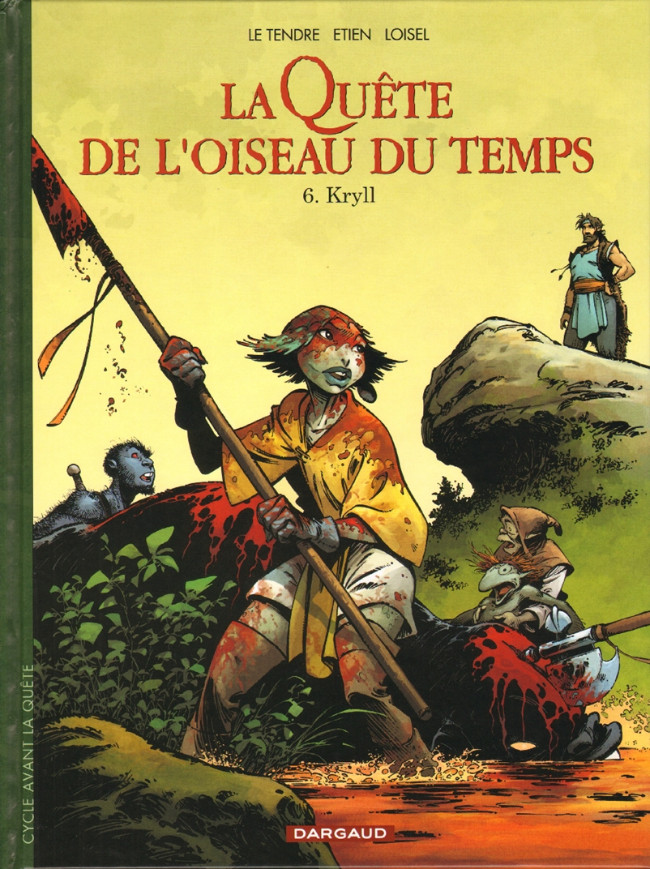 LE TENDRE ETIEN LOISEL
LA QUÊTE
DE L'OISEAU DU TEMPS
6. Kryll
CYCLE AVANT LA QUÊTE
DARGAUD